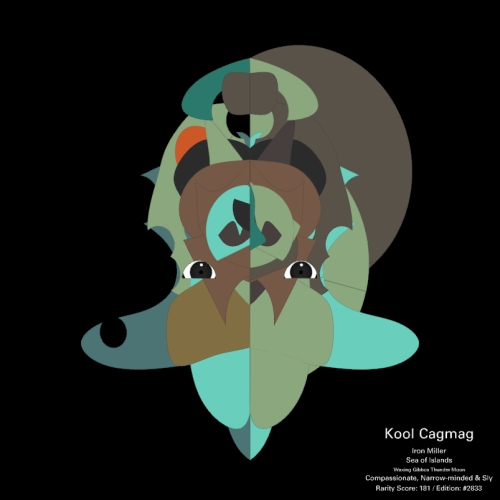 Kool Cagmag
Iron Miller
Sea of Islands
Waxing Gibbus Thunder Moon
Compassionate, Narrow-minded & Sly
Rarity Score: 181 / Edition: #2833